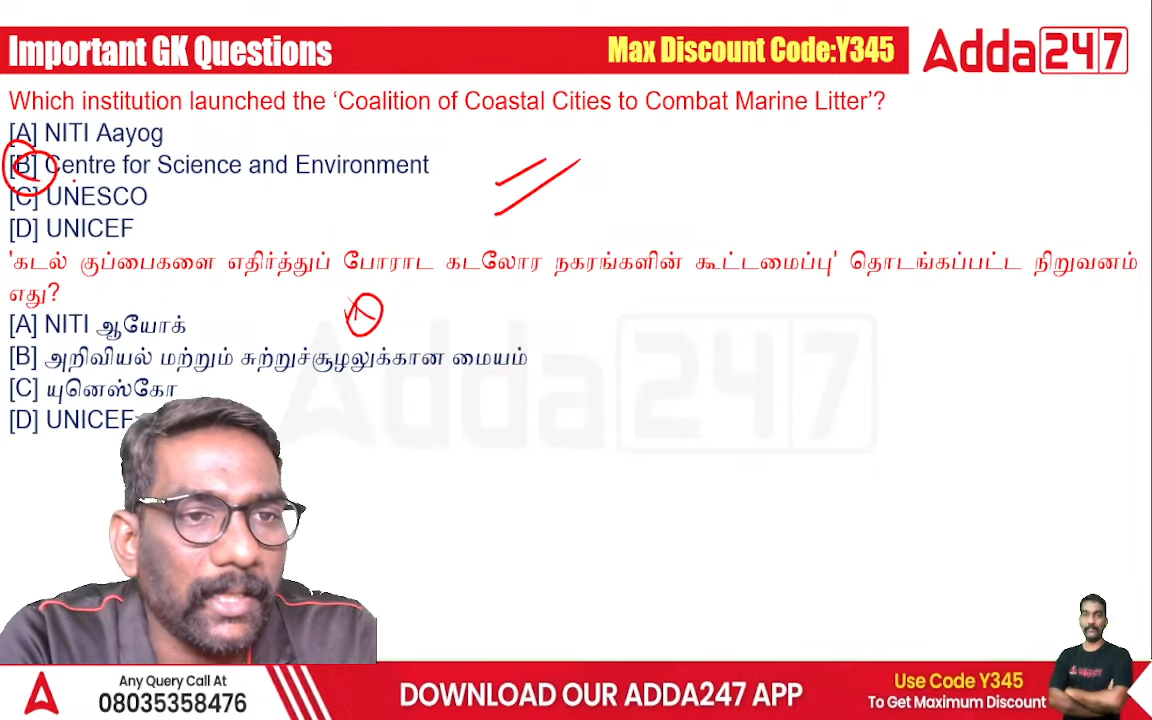 Important GK Questions
Max Discount Code:Y345
Adda247
Which institution launched the ‘Coalition of Coastal Cities to Combat Marine Litter’?
[A] NITI Aayog
[B] Centre for Science and Environment
[C] UNESCO
[D] UNICEF
'கடல் குப்பைகளை எதிர்த்துப் போராட கடலோர நகரங்களின் கூட்டமைப்பு' தொடங்கப்பட்ட நிறுவனம்
எது?
[A] NITI ஆயோக்
[B] அறிவியல் மற்றும் சுற்றுச்சூழலுக்கான மையம்
[C] யுனெஸ்கோ
[D] UNICEF
Adda247
Any Query Call At
08035358476
DOWNLOAD OUR ADDA247 APP
Use Code Y345
To Get Maximum Discount